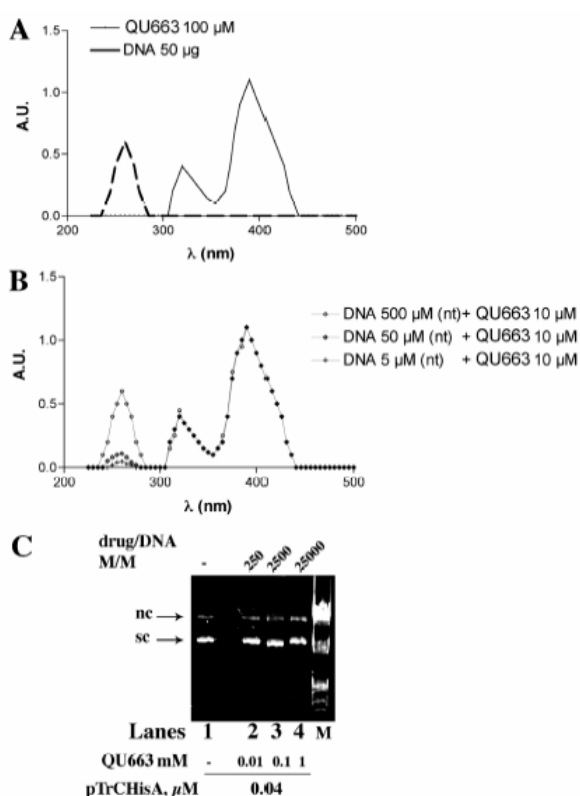 A
QU663 100 µM
DNA 50 µg
1.5
1.0
0.5
0.0
A.U.
200 300 400 500
λ (nm)
B
DNA 500 µM (nt)+ QU663 10 µM
DNA 50 µM (nt) + QU663 10 µM
DNA 5 µM (nt) + QU663 10 µM
1.5
1.0
0.5
0.0
A.U.
200 300 400 500
λ (nm)
C
drug/DNA
M/M - 250 2500 25000
nc
sc
Lanes 1 2 3 4 M
QU663 mM - 0.01 0.1 1
pTrCHisA, µM 0.04